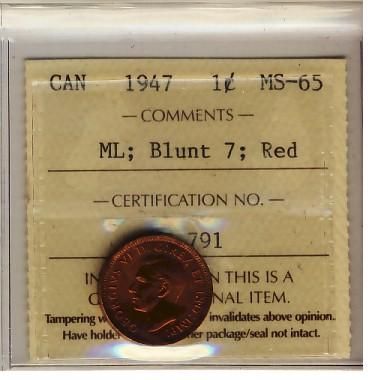 CAN 1947 1¢ MS-65
— COMMENTS —
ML; Blunt 7; Red
— CERTIFICATION NO. —
791
N THIS IS A
NAL ITEM.
Tampering invalidates above opinion.
Have package/seal not intact.